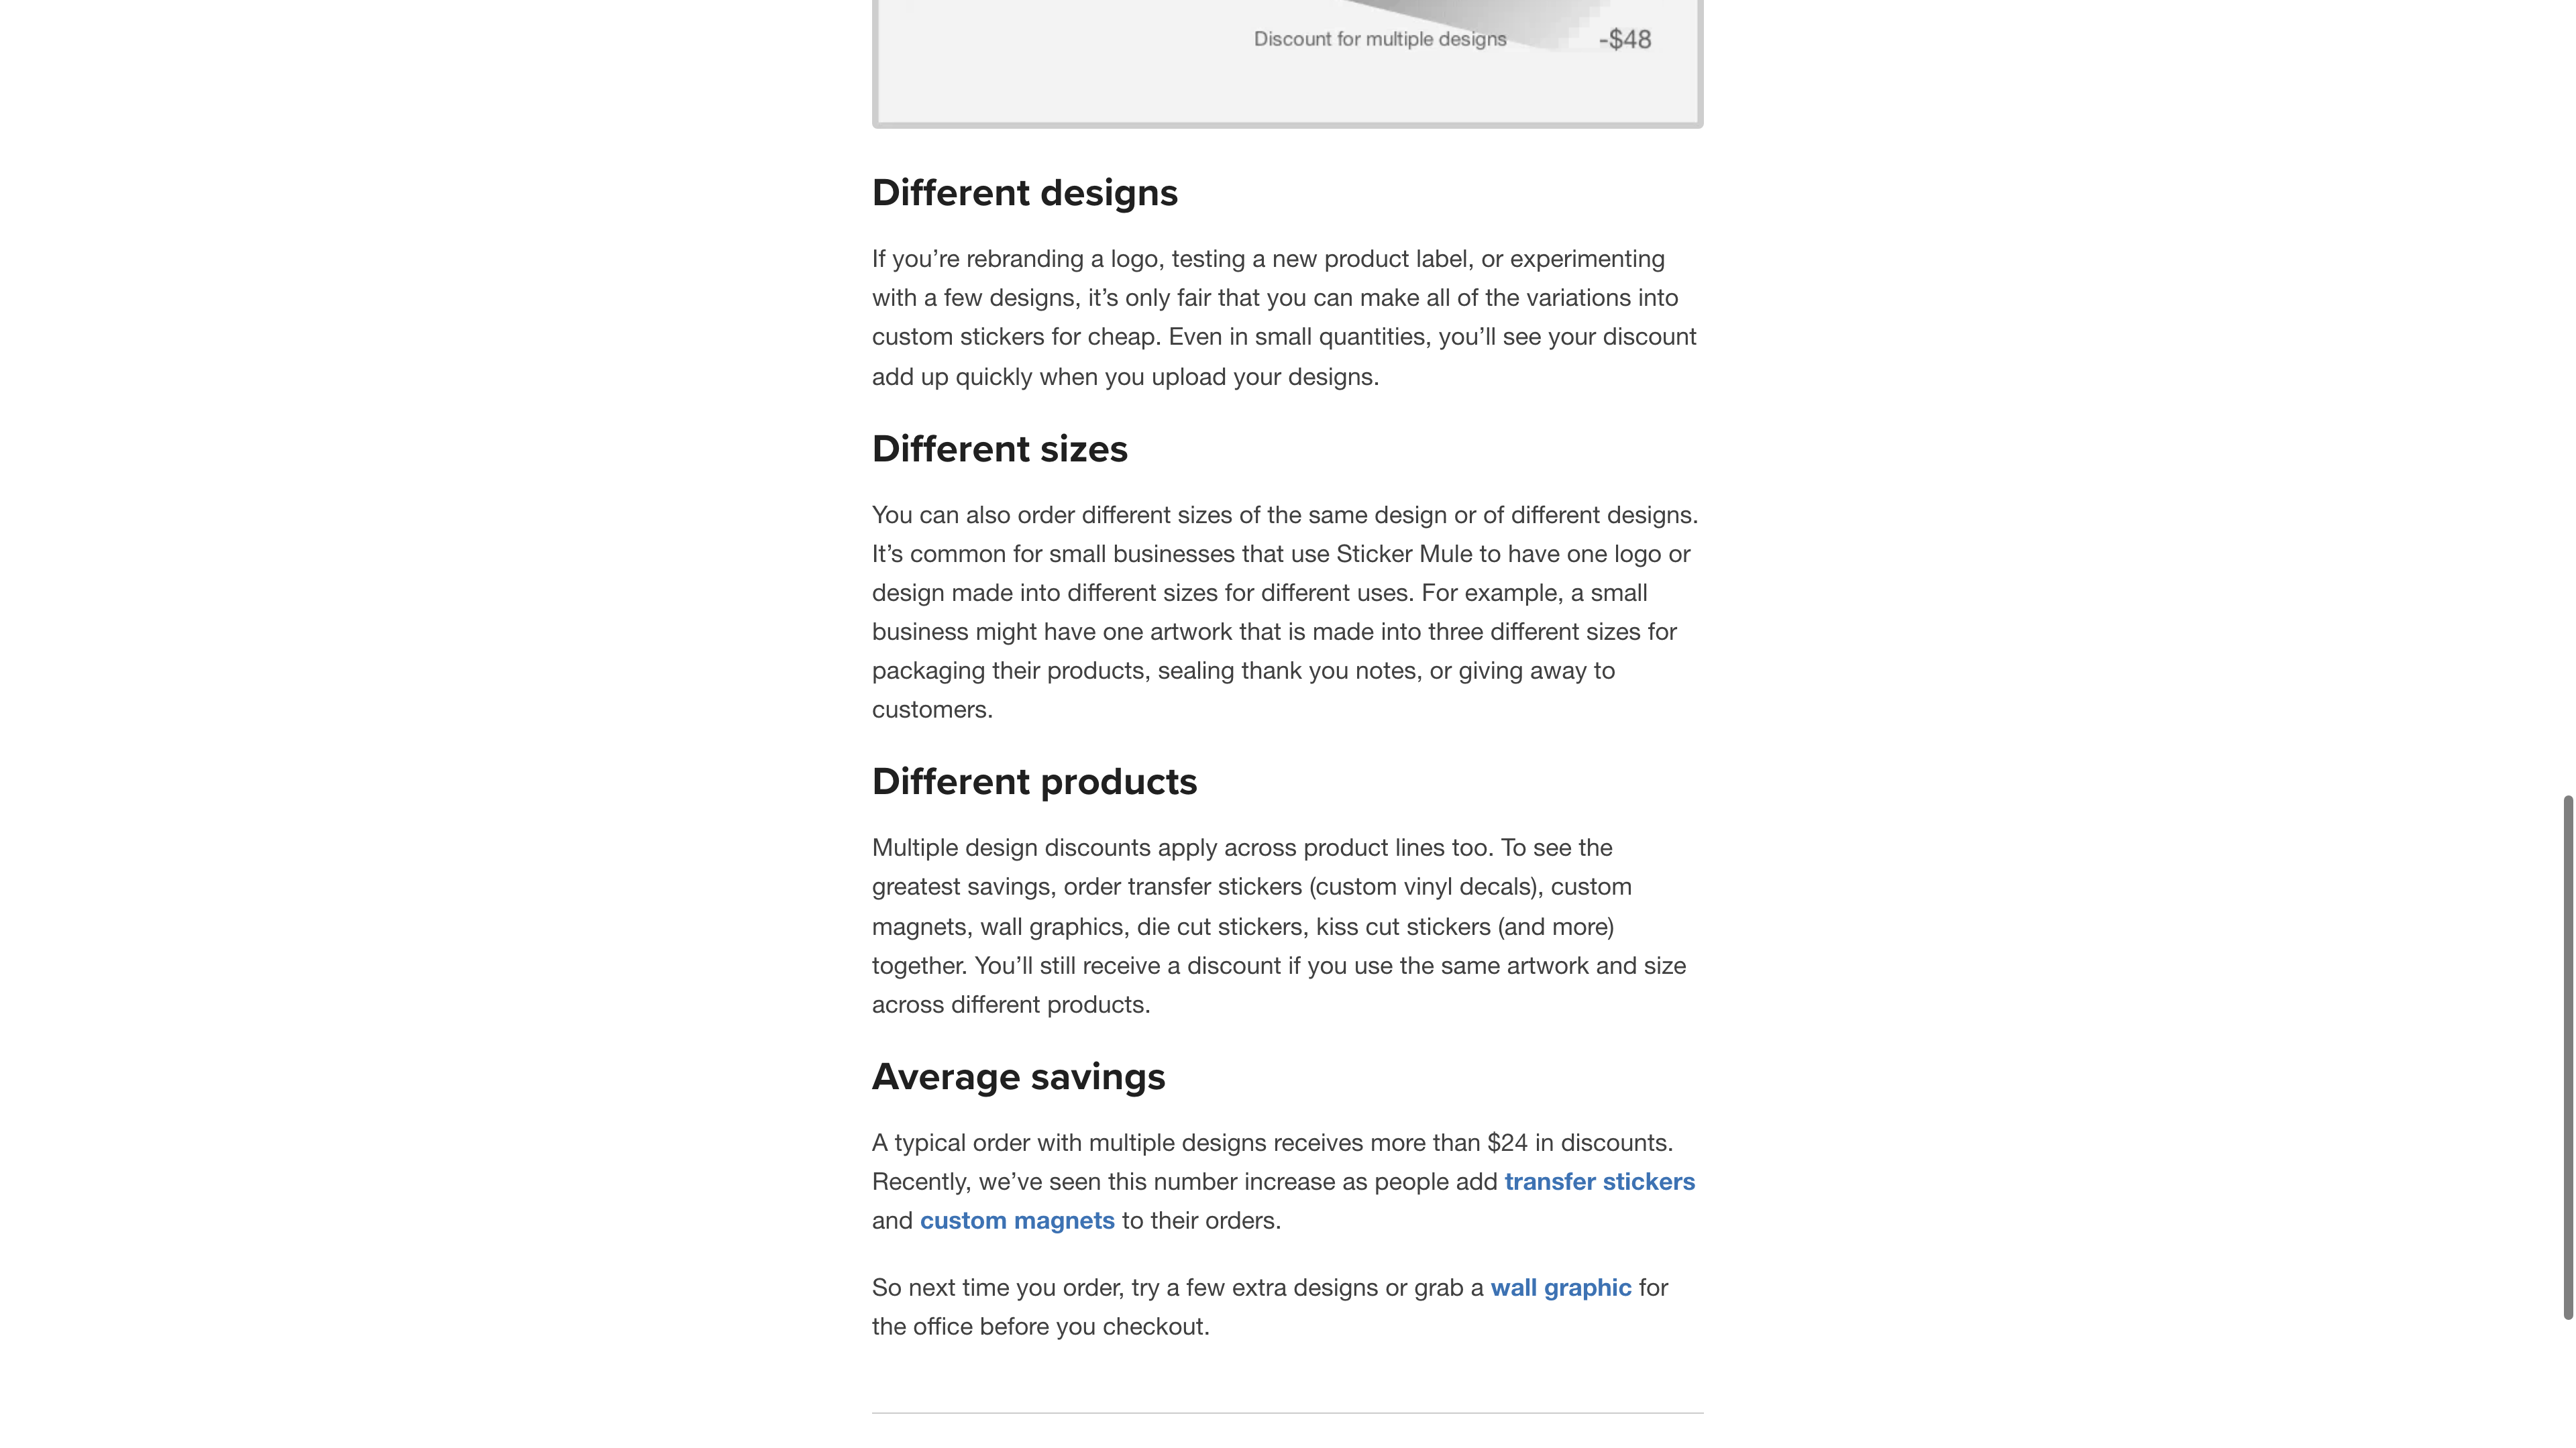 Discount for multiple designs -$48
Different designs
If you’re rebranding a logo, testing a new product label, or experimenting
with a few designs, it’s only fair that you can make all of the variations into
custom stickers for cheap. Even in small quantities, you’ll see your discount
add up quickly when you upload your designs.
Different sizes
You can also order different sizes of the same design or of different designs.
It’s common for small businesses that use Sticker Mule to have one logo or
design made into different sizes for different uses. For example, a small
business might have one artwork that is made into three different sizes for
packaging their products, sealing thank you notes, or giving away to
customers.
Different products
Multiple design discounts apply across product lines too. To see the
greatest savings, order transfer stickers (custom vinyl decals), custom
magnets, wall graphics, die cut stickers, kiss cut stickers (and more)
together. You’ll still receive a discount if you use the same artwork and size
across different products.
Average savings
A typical order with multiple designs receives more than $24 in discounts.
Recently, we’ve seen this number increase as people add transfer stickers
and custom magnets to their orders.
So next time you order, try a few extra designs or grab a wall graphic for
the office before you checkout.